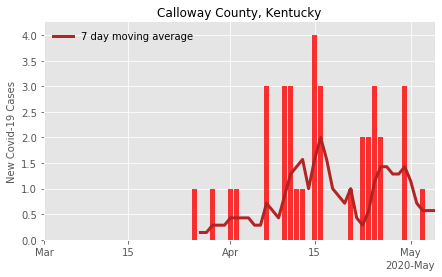 Calloway County, Kentucky
7 day moving average
New Covid-19 Cases
4.0
3.5
3.0
2.5
2.0
1.5
1.0
0.5
0.0
Mar 15 Apr 15 May
2020-May